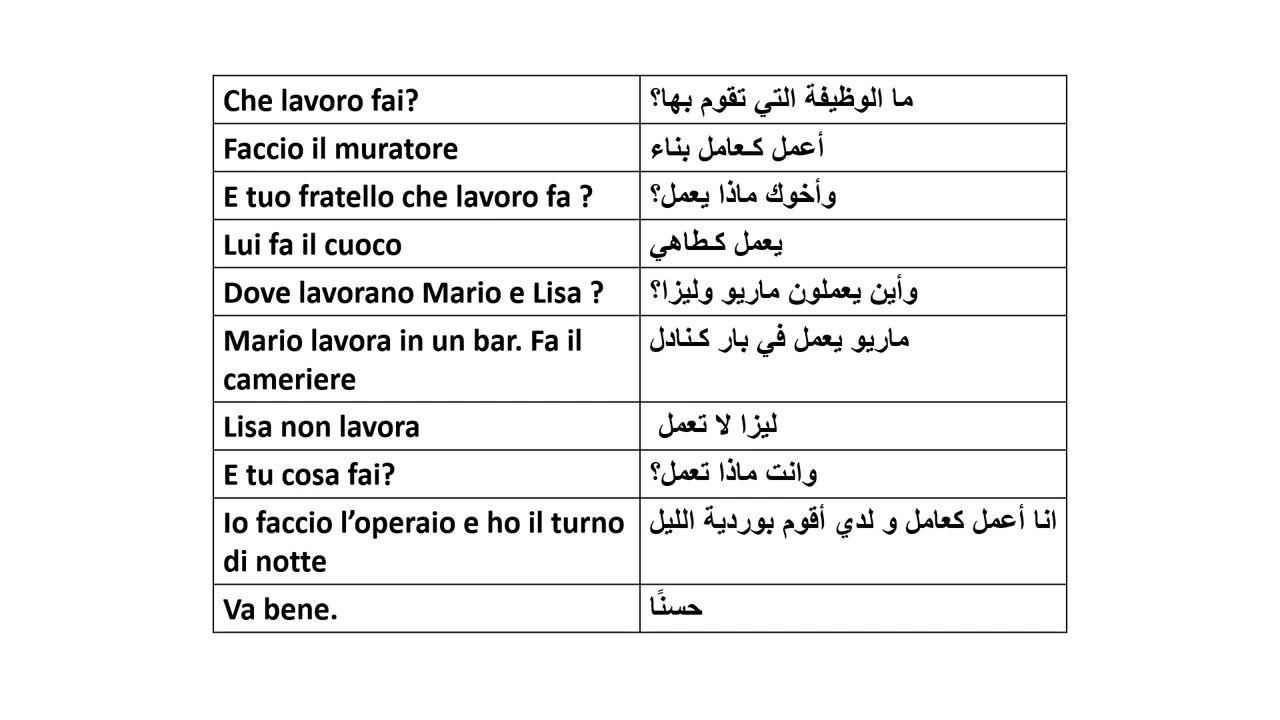 Che lavoro fai?
ما الوظيفة التي تقوم بها؟
Faccio il muratore
أعمل كـعامل بناء
E tuo fratello che lavoro fa ?
وأخوك ماذا يعمل؟
Lui fa il cuoco
يعمل كـطاهي
Dove lavorano Mario e Lisa ?
وأين يعملون ماريو وليزا؟
Mario lavora in un bar. Fa il
cameriere
ماريو يعمل في بار كـنادل
Lisa non lavora
ليزا لا تعمل
E tu cosa fai?
وانت ماذا تعمل؟
Io faccio l’operaio e ho il turno
di notte
انا أعمل كعامل و لدي أقوم بوردية الليل
Va bene.
حسنًا